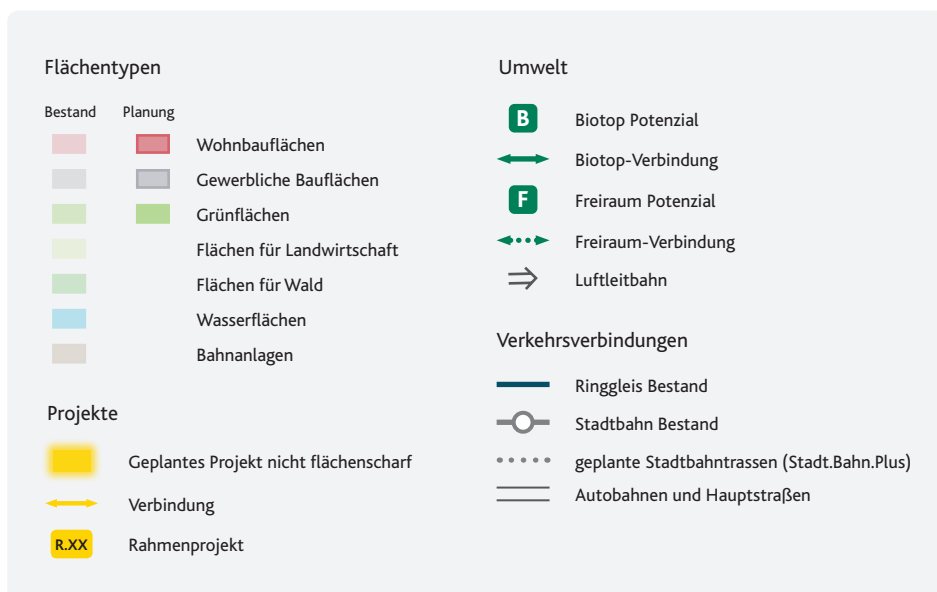 Flächentypen
Bestand Planung
Wohnbauflächen
Gewerbliche Bauflächen
Grünflächen
Flächen für Landwirtschaft
Flächen für Wald
Wasserflächen
Bahnanlagen
Projekte
Geplantes Projekt nicht flächenscharf
Verbindung
R.XX Rahmenprojekt
Umwelt
B Biotop Potenzial
Biotop-Verbindung
F Freiraum Potenzial
Freiraum-Verbindung
Luftleitbahn
Verkehrsverbindungen
Ringgleis Bestand
Stadtbahn Bestand
geplante Stadtbahntrassen (Stadt.Bahn.Plus)
Autobahnen und Hauptstraßen